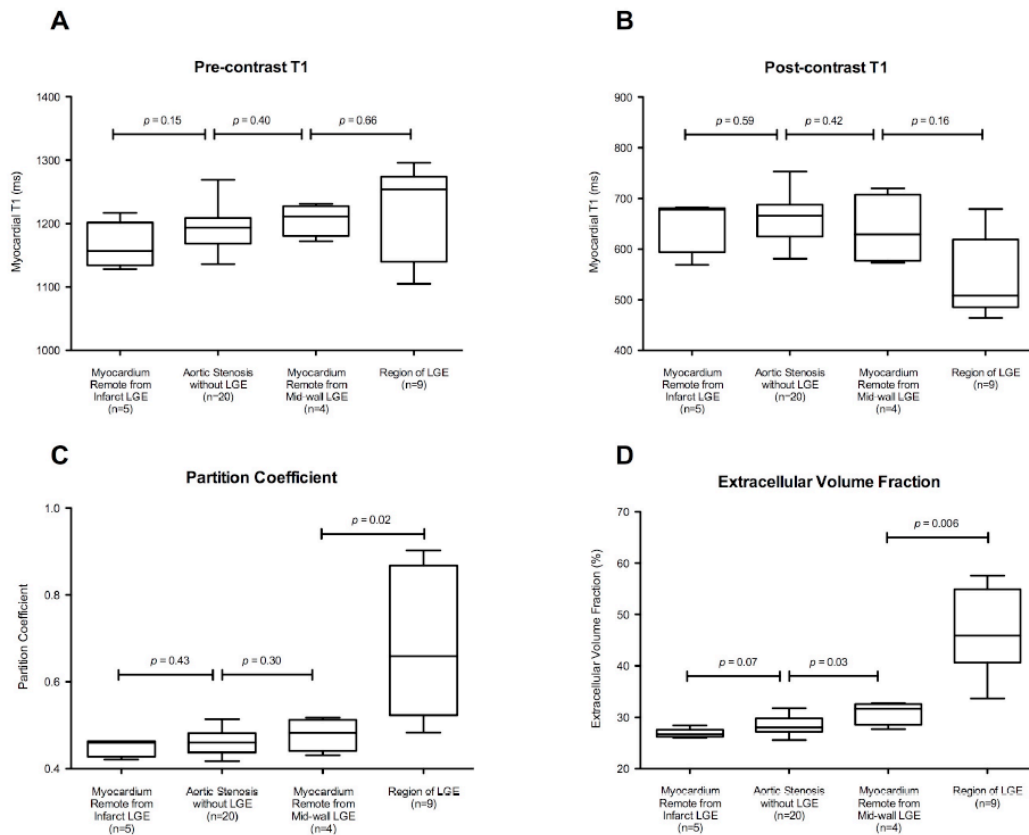 A
Pre-contrast T1
1400
1300
1200
1100
1000
Myocardial T1 (ms)
p = 0.15
p = 0.40
p = 0.66
Myocardium
Remote from
Infarct LGE
(n=5)
Aortic Stenosis
without LGE
(n=20)
Myocardium
Remote from
Mid-wall LGE
(n=4)
Region of LGE
(n=9)
B
Post-contrast T1
900
800
700
600
500
400
Myocardial T1 (ms)
p = 0.59
p = 0.42
p = 0.16
Myocardium
Remote from
Infarct LGE
(n=5)
Aortic Stenosis
without LGE
(n=20)
Myocardium
Remote from
Mid-wall LGE
(n=4)
Region of LGE
(n=9)
C
Partition Coefficient
1.0
0.8
0.6
0.4
Partition Coefficient
p = 0.43
p = 0.30
p = 0.02
Myocardium
Remote from
Infarct LGE
(n=5)
Aortic Stenosis
without LGE
(n=20)
Myocardium
Remote from
Mid-wall LGE
(n=4)
Region of LGE
(n=9)
D
Extracellular Volume Fraction
70
60
50
40
30
20
Extracellular Volume Fraction (%)
p = 0.07
p = 0.03
p = 0.006
Myocardium
Remote from
Infarct LGE
(n=5)
Aortic Stenosis
without LGE
(n=20)
Myocardium
Remote from
Mid-wall LGE
(n=4)
Region of LGE
(n=9)